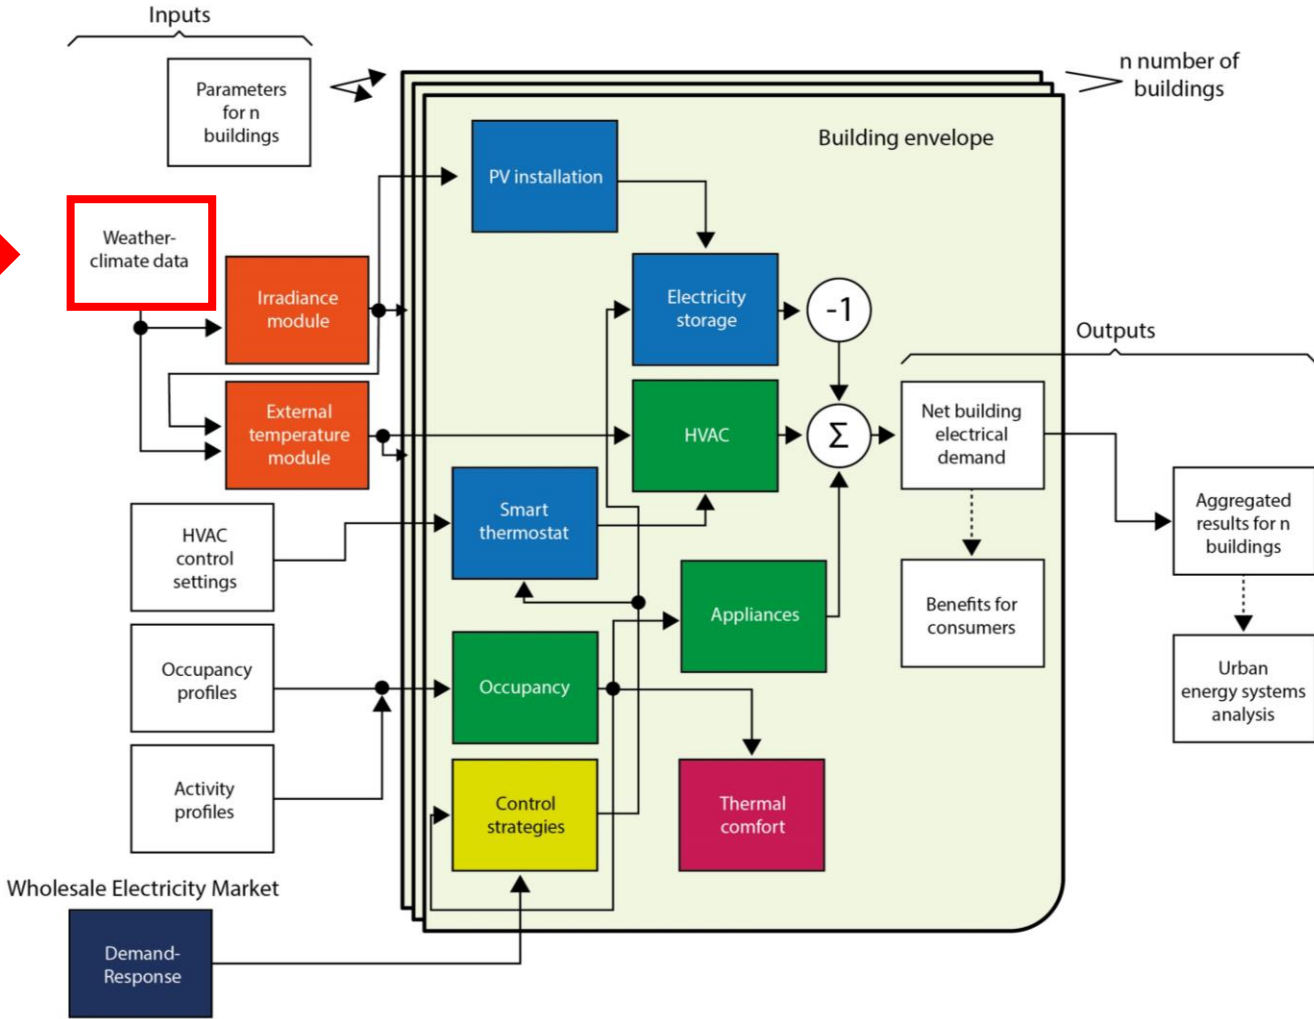 Inputs
Parameters
for n
buildings
n number of
buildings
Building envelope
PV installation
Weather-
climate data
Irradiance
module
Electricity
storage
-1
Outputs
External
temperature
module
HVAC
Σ
Net building
electrical
demand
Smart
thermostat
HVAC
control
settings
Aggregated
results for n
buildings
Appliances
Benefits for
consumers
Occupancy
profiles
Occupancy
Urban
energy systems
analysis
Activity
profiles
Control
strategies
Thermal
comfort
Wholesale Electricity Market
Demand-
Response